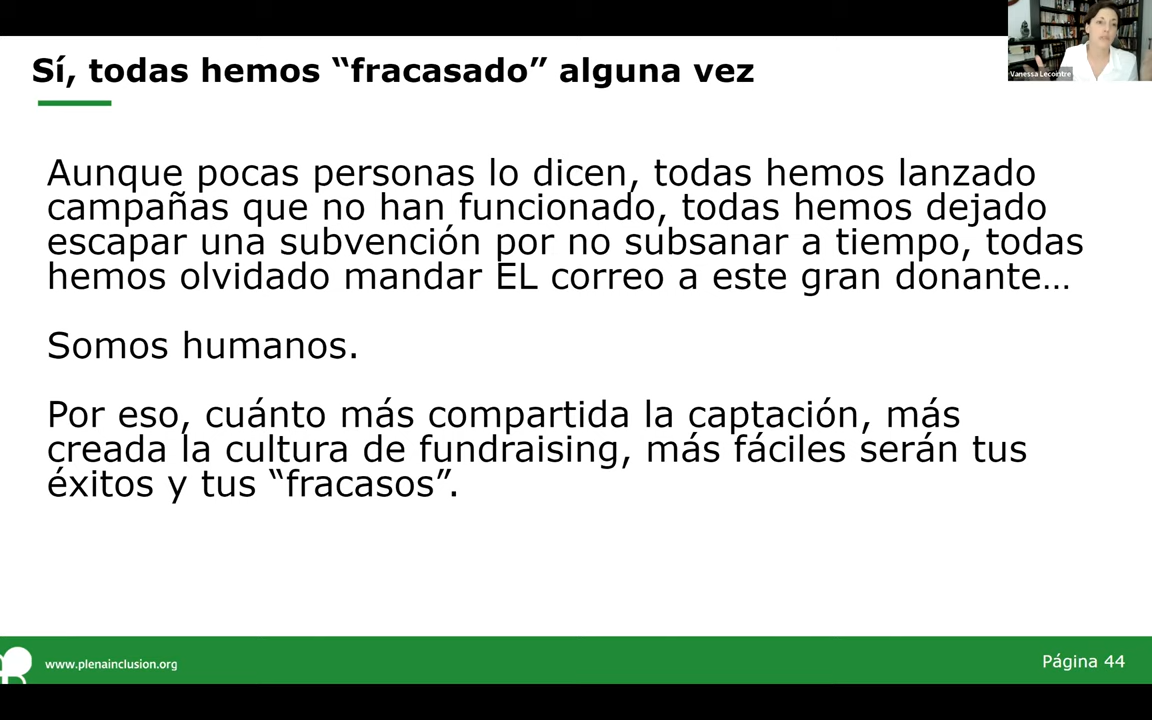 Sí, todas hemos “fracasado” alguna vez
Vanessa Lecointre
Aunque pocas personas lo dicen, todas hemos lanzado
campañas que no han funcionado, todas hemos dejado
escapar una subvención por no subsanar a tiempo, todas
hemos olvidado mandar EL correo a este gran donante…
Somos humanos.
Por eso, cuánto más compartida la captación, más
creada la cultura de fundraising, más fáciles serán tus
éxitos y tus “fracasos”.
www.plenainclusion.org
Página 44